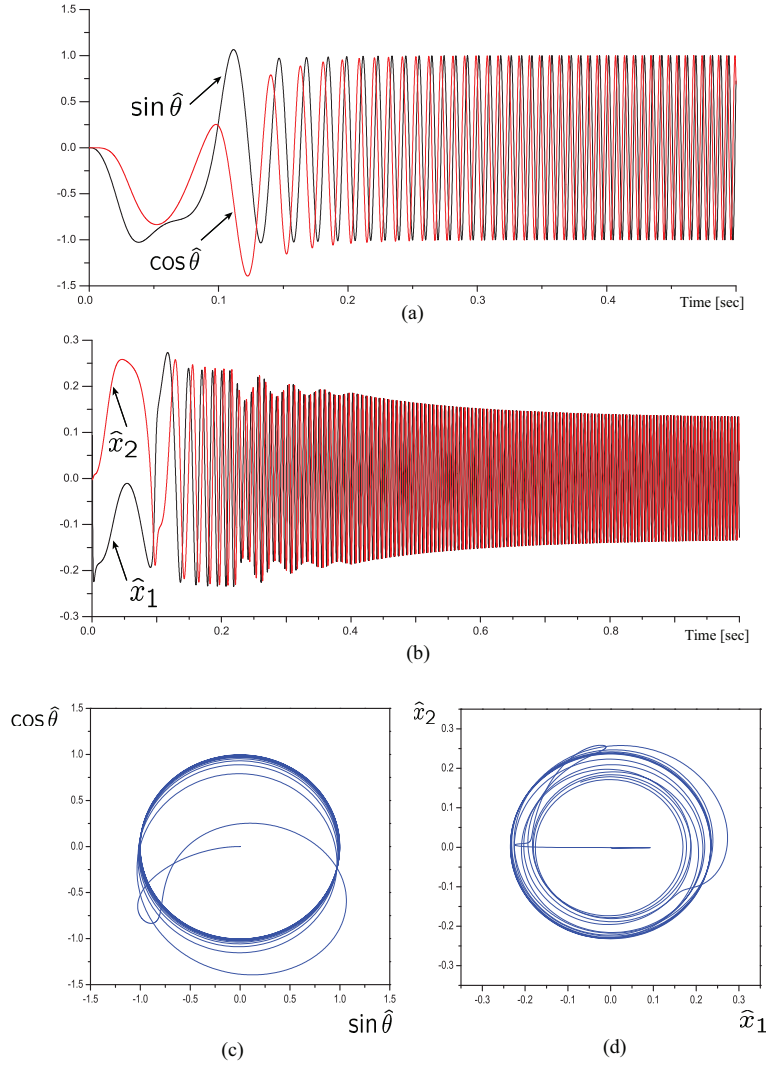 1.5
1.0
0.5
0.0
-0.5
-1.0
-1.5
sin θ̂
cos θ̂
0.0 0.1 0.2 0.3 0.4
Time [sec]
(a)
0.3
0.2
0.1
0.0
-0.1
-0.2
-0.3
x̂2
x̂1
0.0 0.2 0.4 0.6 0.8
Time [sec]
(b)
cos θ̂
1.5
1.0
0.5
0.0
-0.5
-1.0
-1.5
-1.5 -1.0 -0.5 0.0 0.5 1.0 1.5
sin θ̂
(c)
x̂2
0.3
0.2
0.1
0.0
-0.1
-0.2
-0.3
-0.3 -0.2 -0.1 0.0 0.1 0.2 0.3
x̂1
(d)